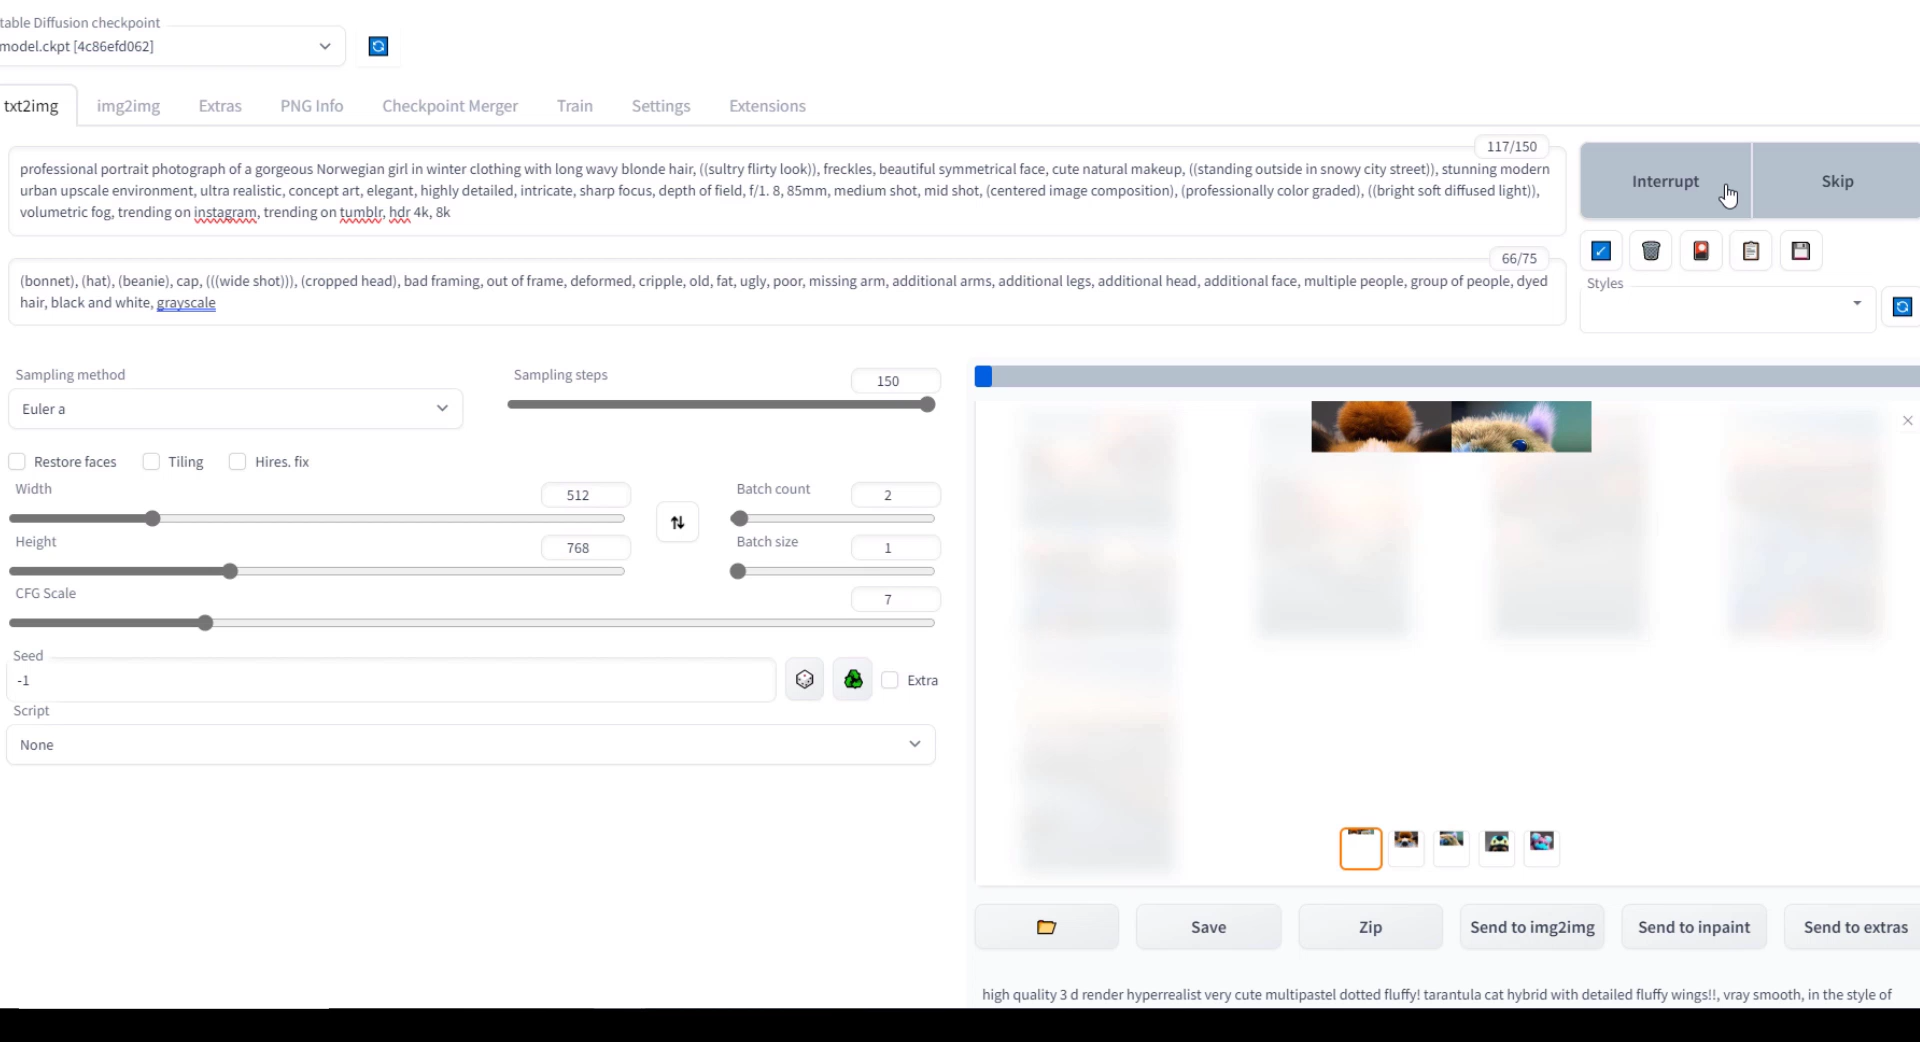 table Diffusion checkpoint
model.ckpt [4c86efd062]
txt2img img2img Extras PNG Info Checkpoint Merger Train Settings Extensions
117/150
professional portrait photograph of a gorgeous Norwegian girl in winter clothing with long wavy blonde hair, ((sultry flirty look)), freckles, beautiful symmetrical face, cute natural makeup, ((standing outside in snowy city street)), stunning modern
urban upscale environment, ultra realistic, concept art, elegant, highly detailed, intricate, sharp focus, depth of field, f/1. 8, 85mm, medium shot, mid shot, (centered image composition), (professionally color graded), ((bright soft diffused light)),
volumetric fog, trending on instagram, trending on tumblr, hdr 4k, 8k
Interrupt Skip
66/75
(bonnet), (hat), (beanie), cap, (((wide shot))), (cropped head), bad framing, out of frame, deformed, cripple, old, fat, ugly, poor, missing arm, additional arms, additional legs, additional head, additional face, multiple people, group of people, dyed
hair, black and white, grayscale
Styles
Sampling method
Euler a
Sampling steps
150
Restore faces Tiling Hires. fix
Width
512
Batch count
2
Height
768
Batch size
1
CFG Scale
7
Seed
-1
Extra
Script
None
Save Zip Send to img2img Send to inpaint Send to extras
high quality 3 d render hyperrealist very cute multipastel dotted fluffy! tarantula cat hybrid with detailed fluffy wings!!, vray smooth, in the style of